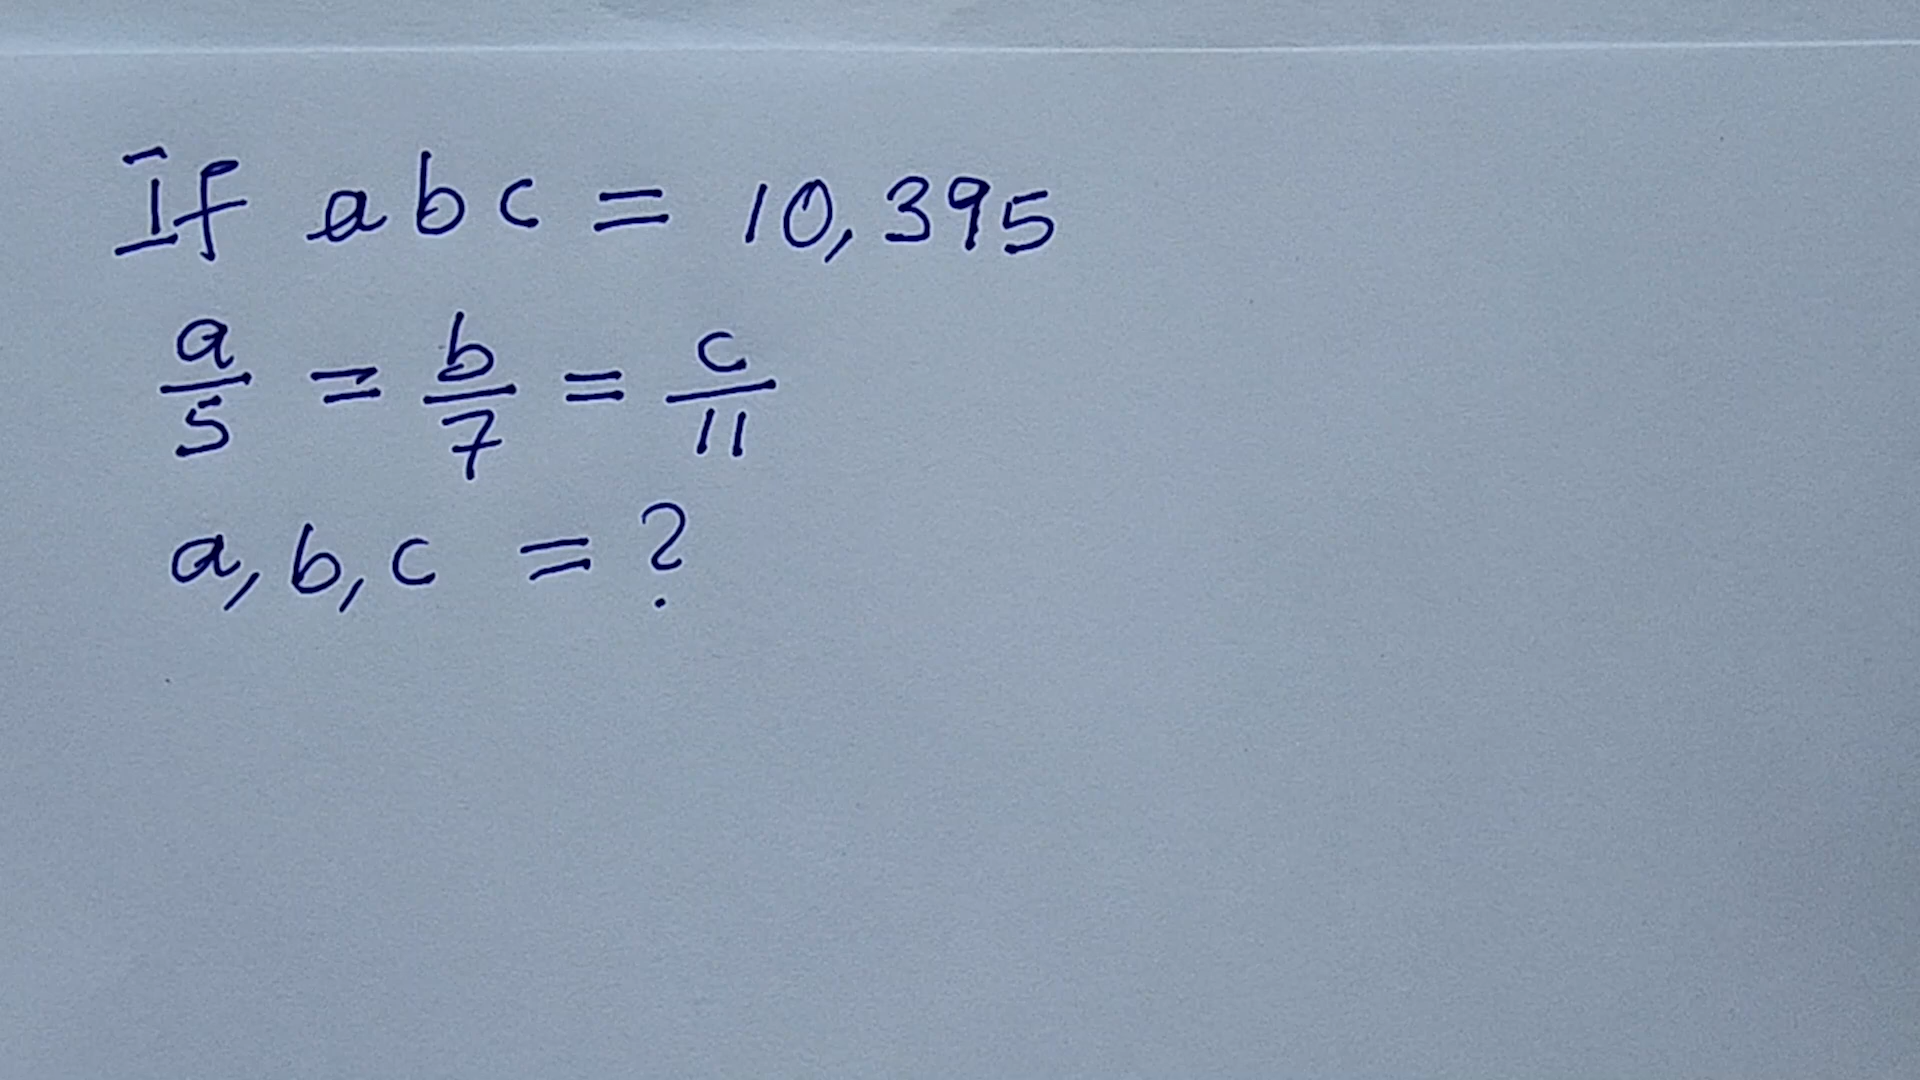 If abc = 10,395
a/5 = b/7 = c/11
a, b, c = ?